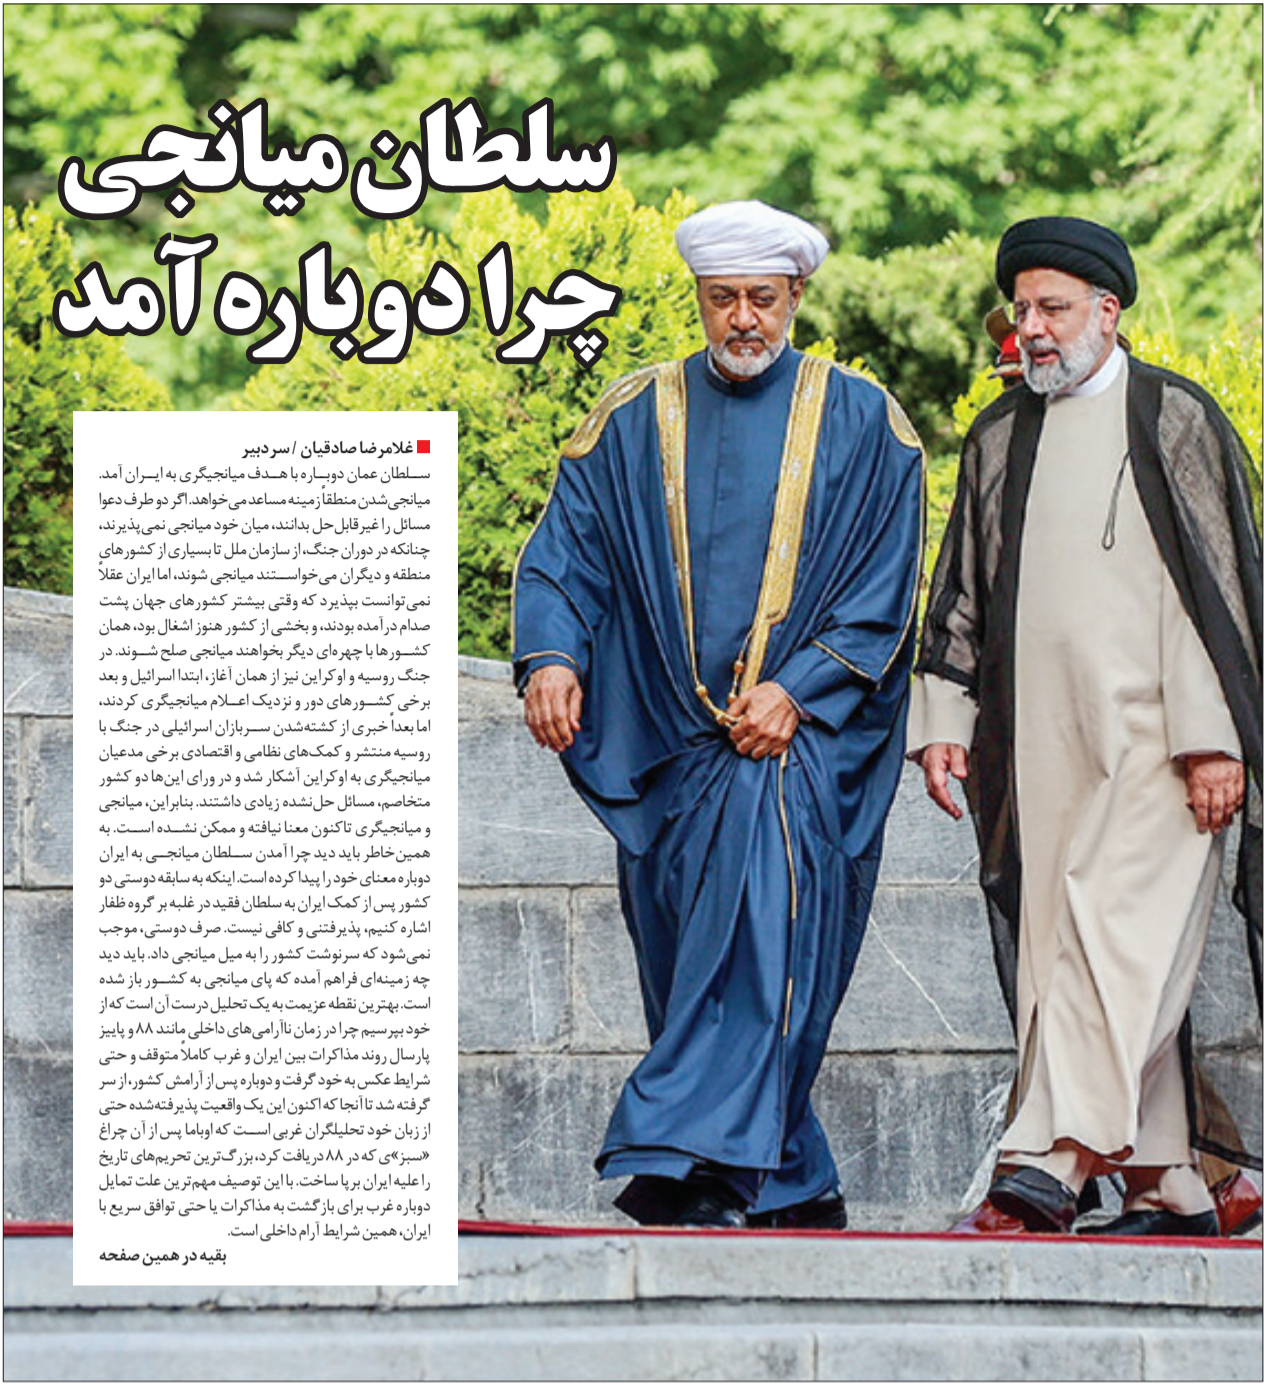 سلطان میانجی
چرا دوباره آمد
غلامرضا صادقیان / سردبیر
سلطان عمان دوباره با هدف میانجیگری به ایران آمد.
میانجی‌شدن منطقاً زمینه مساعد می‌خواهد. اگر دو طرف دعوا
مسائل را غیرقابل‌حل بدانند، میان خود میانجی نمی‌پذیرند،
چنانکه در دوران جنگ، از سازمان ملل تا بسیاری از کشورهای
منطقه و دیگران می‌خواستند میانجی شوند، اما ایران عقلاً
نمی‌توانست بپذیرد که وقتی بیشتر کشورهای جهان پشت
صدام درآمده بودند، و بخشی از کشور هنوز اشغال بود، همان
کشورها با چهره‌ای دیگر بخواهند میانجی صلح شوند. در
جنگ روسیه و اوکراین نیز از همان آغاز، ابتدا اسرائیل و بعد
برخی کشورهای دور و نزدیک اعلام میانجیگری کردند،
اما بعداً خبری از کشته‌شدن سربازان اسرائیلی در جنگ با
روسیه منتشر و کمک‌های نظامی و اقتصادی برخی مدعیان
میانجیگری به اوکراین آشکار شد و در ورای این‌ها دو کشور
متخاصم، مسائل حل‌نشده زیادی داشتند. بنابراین، میانجی
و میانجیگری تاکنون معنا نیافته و ممکن نشده است. به
همین‌خاطر باید دید چرا آمدن سلطان میانجی به ایران
دوباره معنای خود را پیدا کرده است. اینکه به سابقه دوستی دو
کشور پس از کمک ایران به سلطان فقید در غلبه بر گروه ظفار
اشاره کنیم، پذیرفتنی و کافی نیست. صرف دوستی، موجب
نمی‌شود که سرنوشت کشور را به میل میانجی داد. باید دید
چه زمینه‌ای فراهم آمده که پای میانجی به کشور باز شده
است. بهترین نقطه عزیمت به یک تحلیل درست آن است که از
خود بپرسیم چرا در زمان ناآرامی‌های داخلی مانند ۸۸ و پاییز
پارسال روند مذاکرات بین ایران و غرب کاملاً متوقف و حتی
شرایط عکس به خود گرفت و دوباره پس از آرامش کشور، از سر
گرفته شد تا آنجا که اکنون این یک واقعیت پذیرفته‌شده حتی
از زبان خود تحلیلگران غربی است که اوباما پس از آن چراغ
«سبز»ی که در ۸۸ دریافت کرد، بزرگ‌ترین تحریم‌های تاریخ
را علیه ایران برپا ساخت. با این توصیف مهم‌ترین علت تمایل
دوباره غرب برای بازگشت به مذاکرات یا حتی توافق سریع با
ایران، همین شرایط آرام داخلی است.
بقیه در همین صفحه